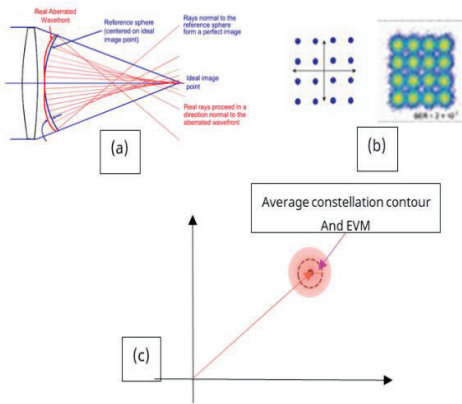 Real Aberrated
Wavefront
Reference sphere
(centered on ideal
image point)
Rays normal to the
reference sphere
form a perfect image
Ideal image
point
Real rays proceed in a
direction normal to the
aberrated wavefront
(a)
(b)
Average constellation contour
And EVM
(c)